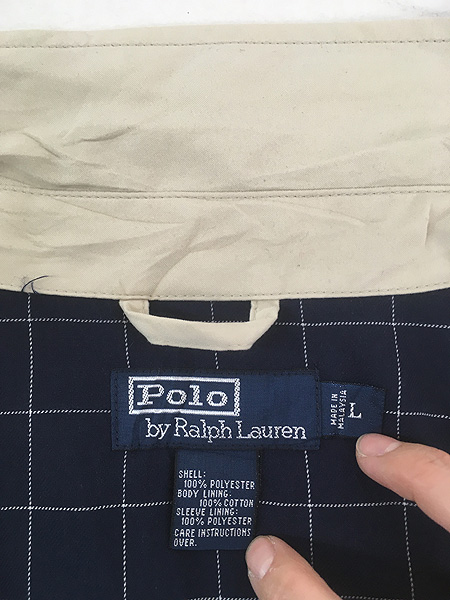 Polo
by Ralph Lauren
MADE IN
MALAYSIA
L
SHELL:
100% POLYESTER
BODY LINING:
100% COTTON
SLEEVE LINING:
100% POLYESTER
CARE INSTRUCTIONS
OVER.